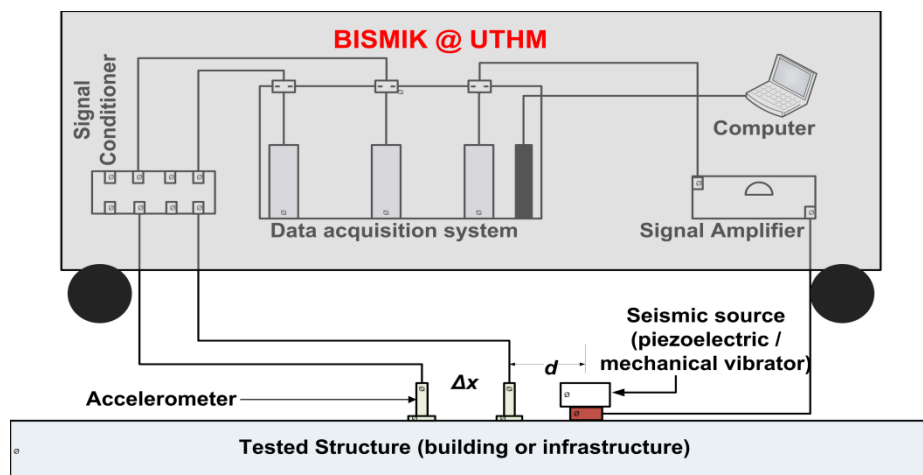 BISMIK @ UTHM
Signal
Conditioner
Computer
Data acquisition system
Signal Amplifier
Seismic source
(piezoelectric /
mechanical vibrator)
d
Δx
Accelerometer
Tested Structure (building or infrastructure)